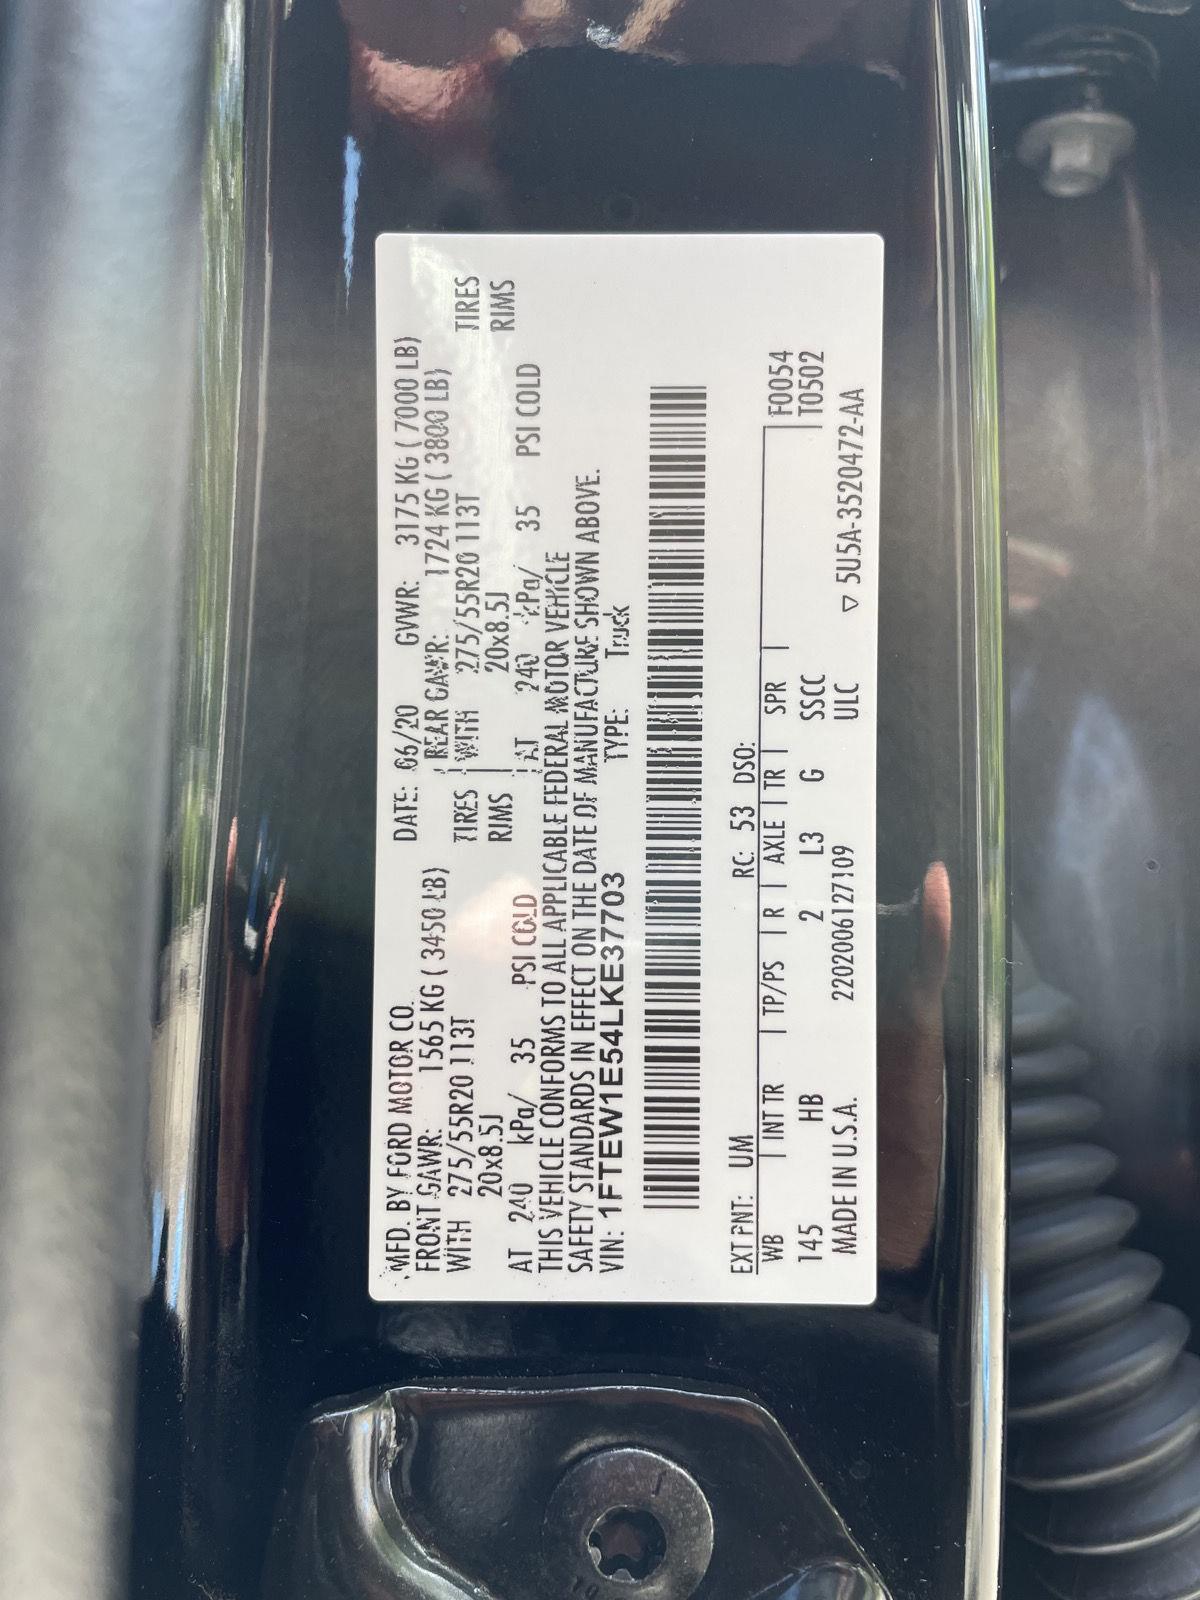 MFD. BY FORD MOTOR CO. DATE: 06/20 GVWR: 3175 KG ( 7000 LB)
FRONT GAWR: 1565 KG ( 3450 LB) REAR GAWR: 1724 KG ( 3800 LB)
WITH 275/55R20 113T TIRES WITH 275/55R20 113T TIRES
20x8.5J RIMS 20x8.5J RIMS
AT 240 kPa/ 35 PSI COLD AT 240 kPa/ 35 PSI COLD
THIS VEHICLE CONFORMS TO ALL APPLICABLE FEDERAL MOTOR VEHICLE
SAFETY STANDARDS IN EFFECT ON THE DATE OF MANUFACTURE SHOWN ABOVE.
VIN: 1FTEW1E54LKE37703 TYPE: Truck
EXT PNT: UM RC: 53 DSO:
WB | INT TR | TP/PS | R | AXLE | TR | SPR | F0054
145 HB 2 L3 G SSCC T0502
MADE IN U.S.A. 2202006127109 ULC
▽ 5U5A-3520472-AA